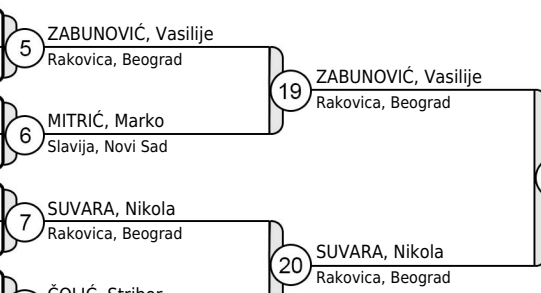 5
ZABUNOVIĆ, Vasilije
Rakovica, Beograd
19
ZABUNOVIĆ, Vasilije
Rakovica, Beograd
6
MITRIĆ, Marko
Slavija, Novi Sad
7
SUVARA, Nikola
Rakovica, Beograd
20
SUVARA, Nikola
Rakovica, Beograd